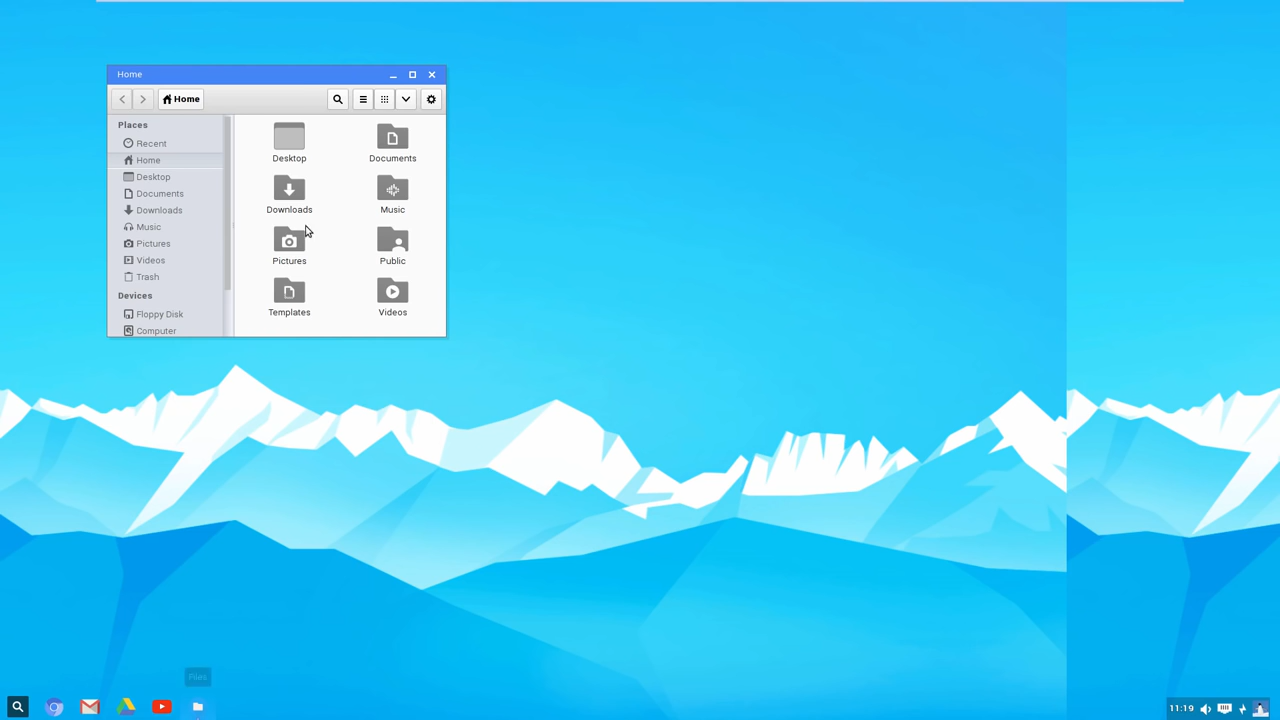 Home
Home
Places
Recent
Home
Desktop
Documents
Downloads
Music
Pictures
Videos
Trash
Devices
Floppy Disk
Computer
Desktop
Documents
Downloads
Music
Pictures
Public
Templates
Videos
Files
11:19